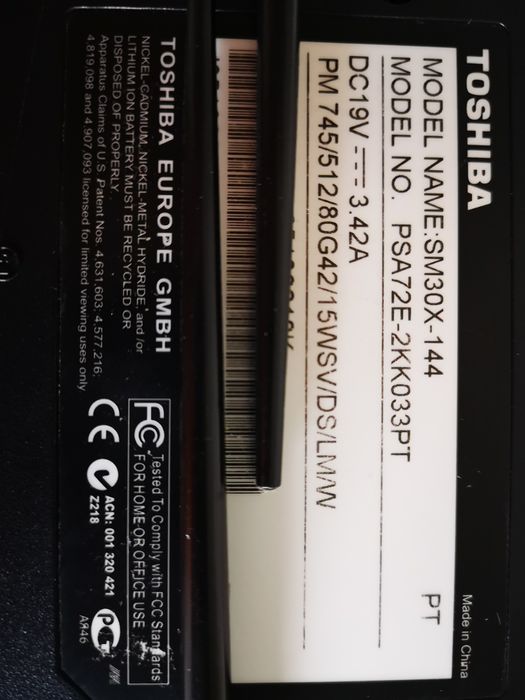 TOSHIBA
Made in China
MODEL NAME:SM30X-144
PT
MODEL NO. PSA72E-2KK033PT
DC19V 3.42A
PM 745/512/80G42/15WSV/DS/LM/W
TOSHIBA EUROPE GMBH
NICKEL-CADMIUM, NICKEL-METAL HYDRIDE, and /or
LITHIUM ION BATTERY MUST BE RECYCLED OR
DISPOSED OF PROPERLY.
Apparatus Claims of U.S. Patent Nos. 4,631,603; 4,577,216;
4,819,098 and 4,907,093 licensed for limited viewing uses only
FC Tested To Comply with FCC Standards
FOR HOME OR OFFICE USE
CE
ACN: 001 320 421
Z218
A846